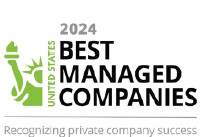 2024
UNITED STATES
BEST
MANAGED
COMPANIES
Recognizing private company success